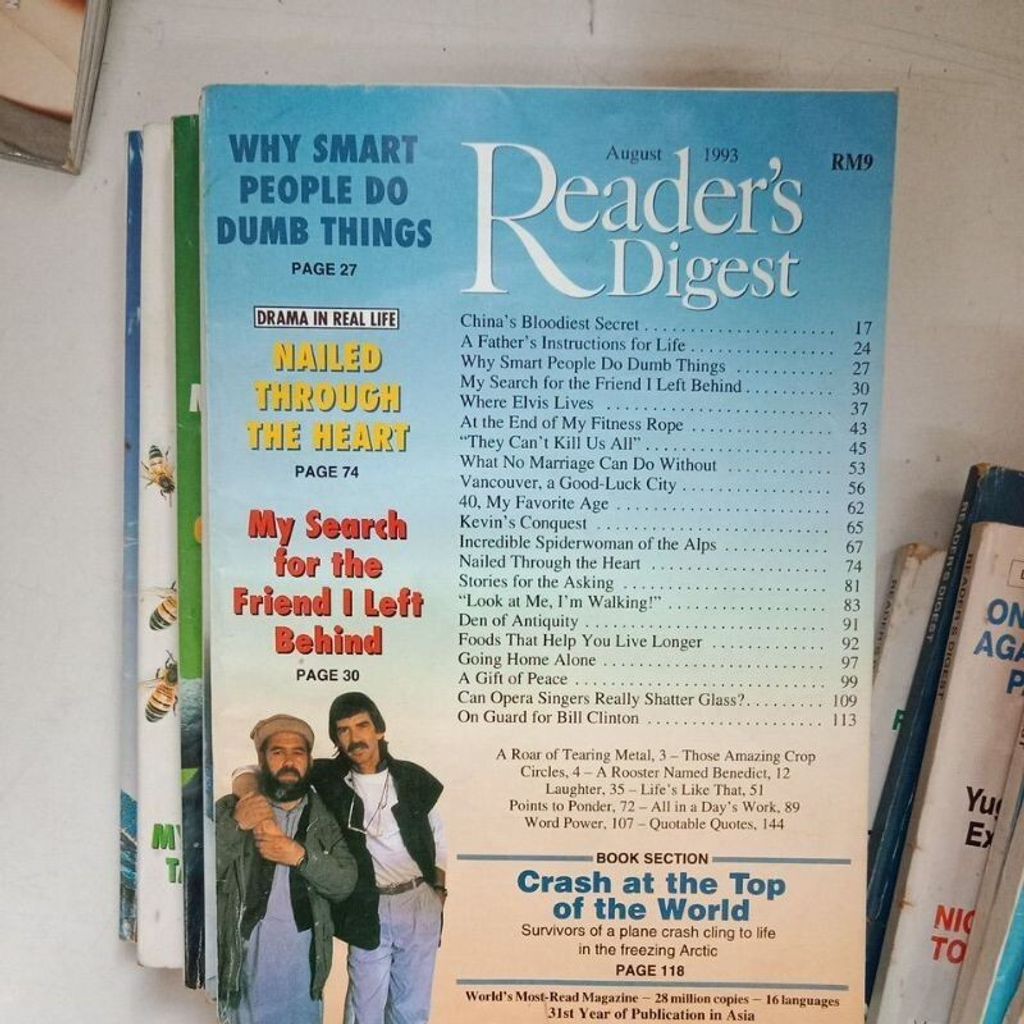 WHY SMART
PEOPLE DO
DUMB THINGS
PAGE 27
DRAMA IN REAL LIFE
NAILED
THROUGH
THE HEART
PAGE 74
My Search
for the
Friend I Left
Behind
PAGE 30
August 1993
RM9
Reader's
Digest
China's Bloodiest Secret 17
A Father's Instructions for Life 24
Why Smart People Do Dumb Things 27
My Search for the Friend I Left Behind 30
Where Elvis Lives 37
At the End of My Fitness Rope 43
"They Can't Kill Us All" 45
What No Marriage Can Do Without 53
Vancouver, a Good-Luck City 56
40, My Favorite Age 62
Kevin's Conquest 65
Incredible Spiderwoman of the Alps 67
Nailed Through the Heart 74
Stories for the Asking 81
"Look at Me, I'm Walking!" 83
Den of Antiquity 91
Foods That Help You Live Longer 92
Going Home Alone 97
A Gift of Peace 99
Can Opera Singers Really Shatter Glass? 109
On Guard for Bill Clinton 113
A Roar of Tearing Metal, 3 – Those Amazing Crop
Circles, 4 – A Rooster Named Benedict, 12
Laughter, 35 – Life's Like That, 51
Points to Ponder, 72 – All in a Day's Work, 89
Word Power, 107 – Quotable Quotes, 144
BOOK SECTION
Crash at the Top
of the World
Survivors of a plane crash cling to life
in the freezing Arctic
PAGE 118
World's Most-Read Magazine – 28 million copies – 16 languages
31st Year of Publication in Asia
READER'S DIGEST
READER'S DIGEST
ON
AGA
P
Yug
Ex
NIC
TO
MY
T